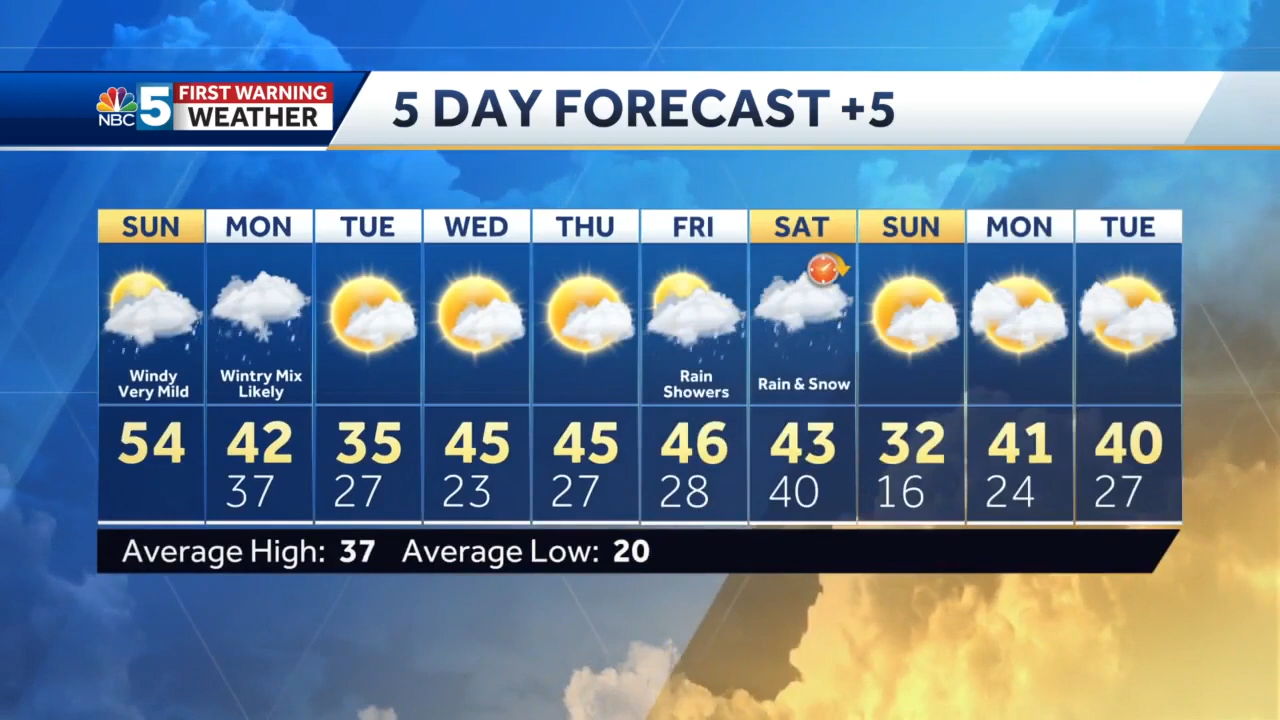 NBC 5 FIRST WARNING WEATHER
5 DAY FORECAST +5
SUN MON TUE WED THU FRI SAT SUN MON TUE
Windy Very Mild
Wintry Mix Likely
Rain Showers
Rain & Snow
54 42 35 45 45 46 43 32 41 40
37 27 23 27 28 40 16 24 27
Average High: 37 Average Low: 20